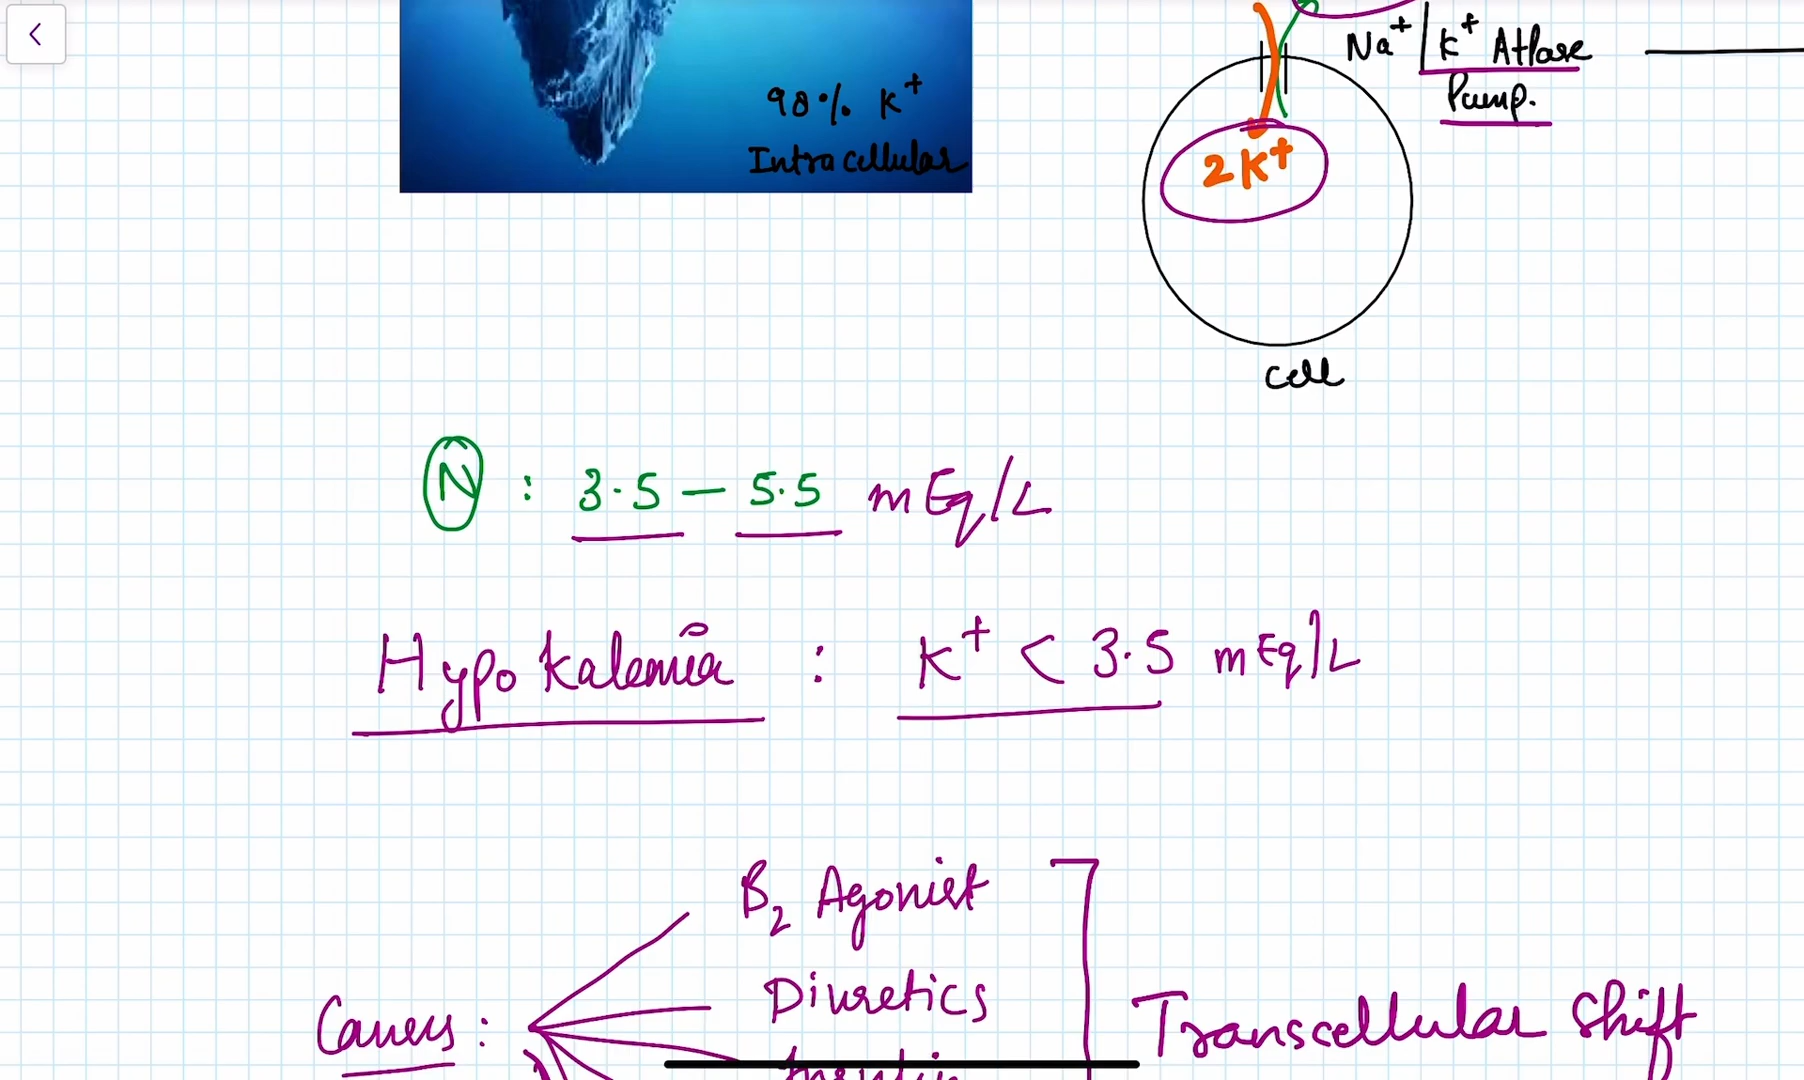 98% K⁺
Intracellular
Na⁺ | K⁺ Atpase
Pump.
2K⁺
cell
N : 3.5 — 5.5 mEq/L
Hypokalemia : K⁺ < 3.5 mEq/L
Causes :
B₂ Agonist
Diuretics
Insulin
Transcellular Shift